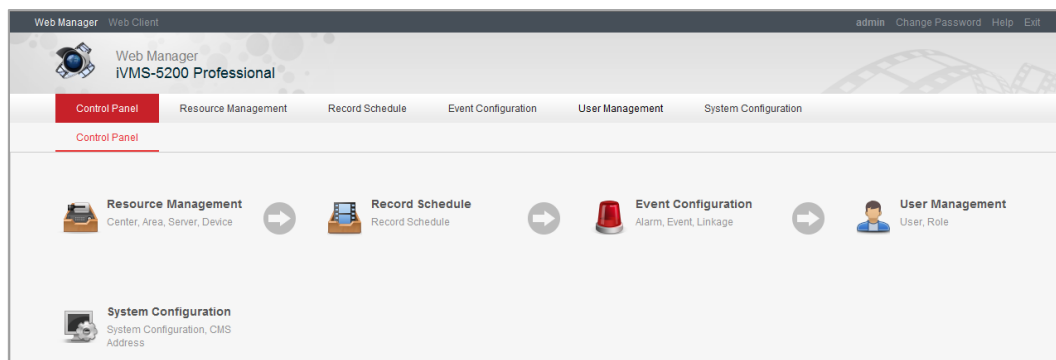 Web Manager Web Client admin Change Password Help Exit
Web Manager
iVMS-5200 Professional
Control Panel Resource Management Record Schedule Event Configuration User Management System Configuration
Control Panel
Resource Management
Center, Area, Server, Device
Record Schedule
Record Schedule
Event Configuration
Alarm, Event, Linkage
User Management
User, Role
System Configuration
System Configuration, CMS
Address